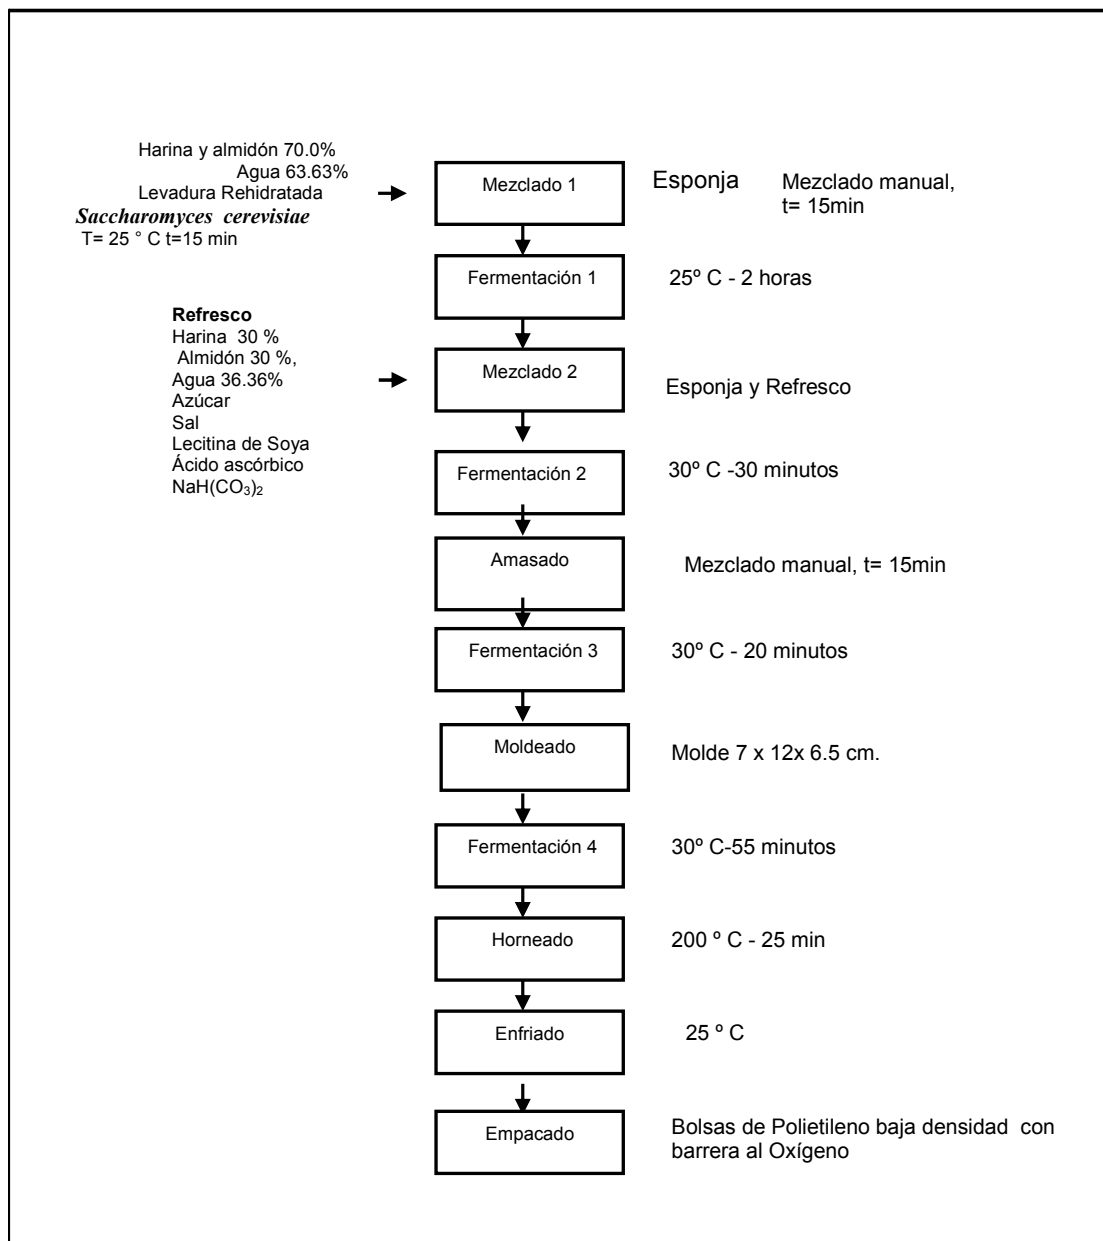 Harina y almidón 70.0%
Agua 63.63%
Levadura Rehidratada
Saccharomyces cerevisiae
T= 25 ° C t=15 min
Mezclado 1
Esponja
Mezclado manual,
t= 15min
Fermentación 1
25º C - 2 horas
Refresco
Harina 30 %
Almidón 30 %,
Agua 36.36%
Azúcar
Sal
Lecitina de Soya
Ácido ascórbico
NaH(CO₃)₂
Mezclado 2
Esponja y Refresco
Fermentación 2
30º C -30 minutos
Amasado
Mezclado manual, t= 15min
Fermentación 3
30º C - 20 minutos
Moldeado
Molde 7 x 12x 6.5 cm.
Fermentación 4
30º C-55 minutos
Horneado
200 º C - 25 min
Enfriado
25 º C
Empacado
Bolsas de Polietileno baja densidad con
barrera al Oxígeno